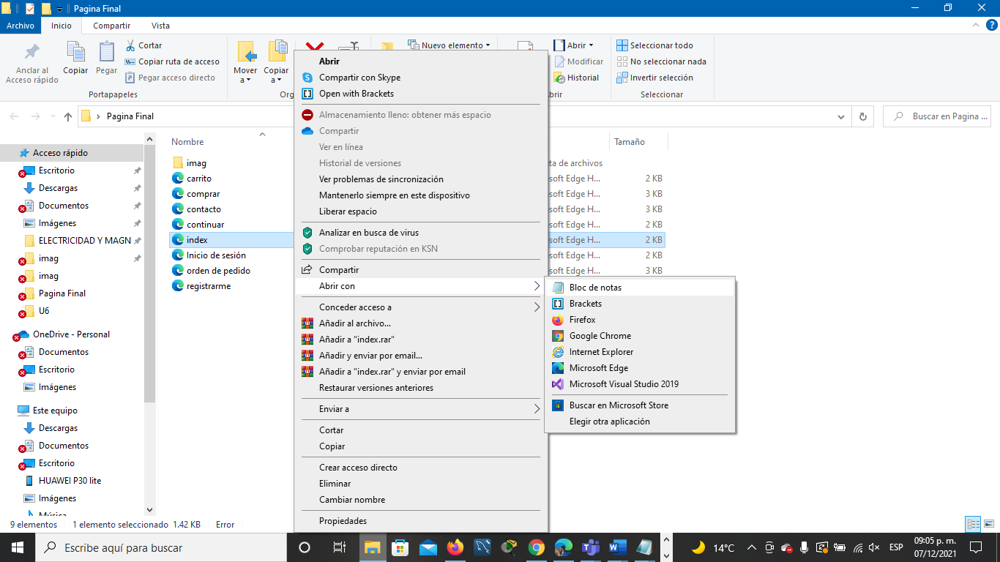 Pagina Final
Archivo Inicio Compartir Vista
Anclar al Acceso rápido
Copiar
Pegar
Cortar
Copiar ruta de acceso
Pegar acceso directo
Portapapeles
Mover a
Copiar a
Org
Nuevo elemento
Abrir
Modificar
Historial
brir
Seleccionar todo
No seleccionar nada
Invertir selección
Seleccionar
Pagina Final
Buscar en Pagina ...
Acceso rápido
Escritorio
Descargas
Documentos
Imágenes
ELECTRICIDAD Y MAGN
imag
imag
Pagina Final
U6
OneDrive - Personal
Documentos
Escritorio
Imágenes
Este equipo
Descargas
Documentos
Escritorio
HUAWEI P30 lite
Imágenes
Música
Nombre Tamaño
imag ta de archivos
carrito soft Edge H... 2 KB
comprar soft Edge H... 3 KB
contacto soft Edge H... 3 KB
continuar soft Edge H... 2 KB
index soft Edge H... 2 KB
Inicio de sesión soft Edge H... 2 KB
orden de pedido soft Edge H... 3 KB
registrarme
Abrir
Compartir con Skype
Open with Brackets
Almacenamiento lleno: obtener más espacio
Compartir
Ver en línea
Historial de versiones
Ver problemas de sincronización
Mantenerlo siempre en este dispositivo
Liberar espacio
Analizar en busca de virus
Comprobar reputación en KSN
Compartir
Abrir con
Conceder acceso a
Añadir al archivo...
Añadir a "index.rar"
Añadir y enviar por email...
Añadir a "index.rar" y enviar por email
Restaurar versiones anteriores
Enviar a
Cortar
Copiar
Crear acceso directo
Eliminar
Cambiar nombre
Propiedades
Bloc de notas
Brackets
Firefox
Google Chrome
Internet Explorer
Microsoft Edge
Microsoft Visual Studio 2019
Buscar en Microsoft Store
Elegir otra aplicación
9 elementos 1 elemento seleccionado 1.42 KB Error
Escribe aquí para buscar
14°C
ESP
09:05 p. m.
07/12/2021